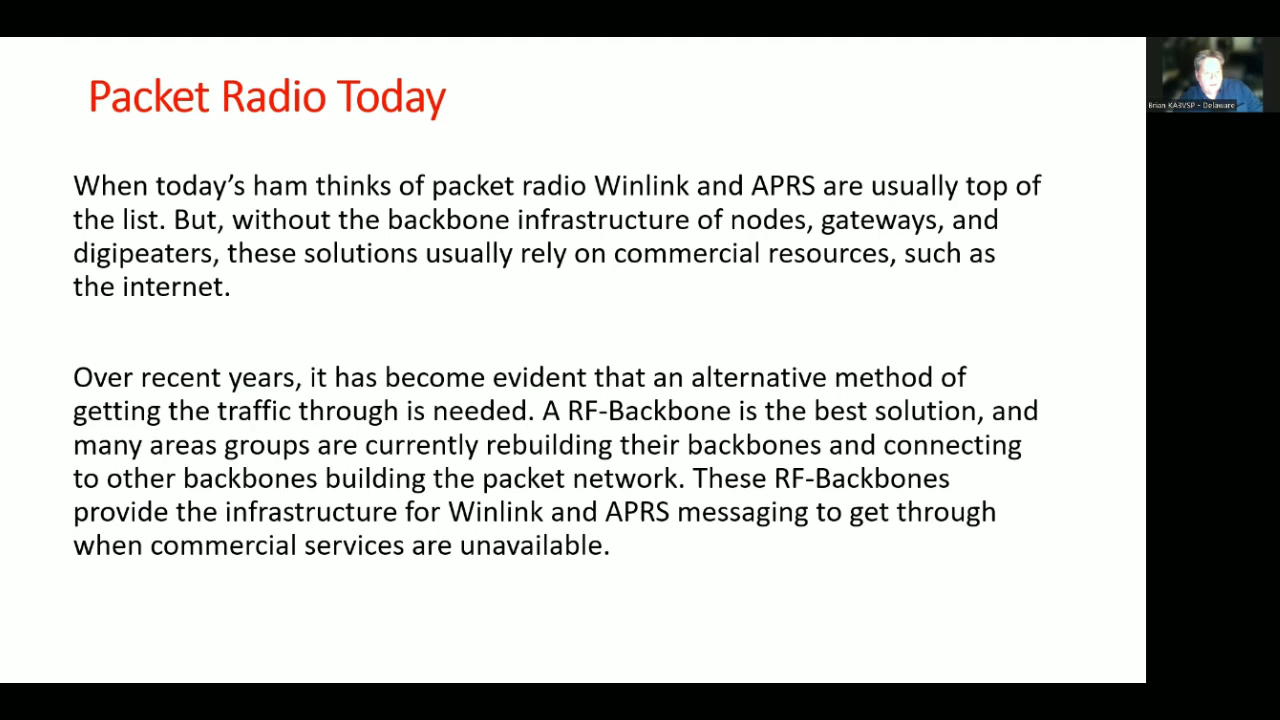 Packet Radio Today
When today’s ham thinks of packet radio Winlink and APRS are usually top of
the list. But, without the backbone infrastructure of nodes, gateways, and
digipeaters, these solutions usually rely on commercial resources, such as
the internet.
Over recent years, it has become evident that an alternative method of
getting the traffic through is needed. A RF-Backbone is the best solution, and
many areas groups are currently rebuilding their backbones and connecting
to other backbones building the packet network. These RF-Backbones
provide the infrastructure for Winlink and APRS messaging to get through
when commercial services are unavailable.
Brian KA3VSP - Delaware